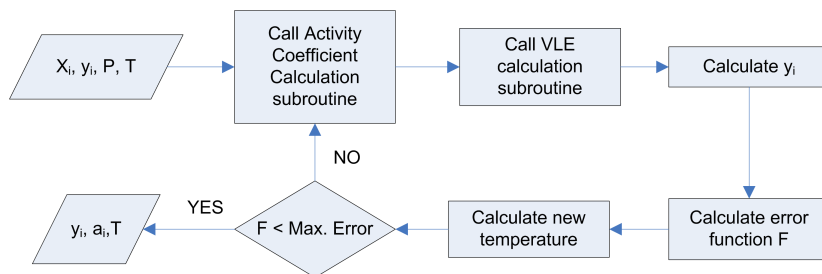 Xᵢ, yᵢ, P, T
Call Activity
Coefficient
Calculation
subroutine
Call VLE
calculation
subroutine
Calculate yᵢ
Calculate error
function F
Calculate new
temperature
F < Max. Error
NO
YES
yᵢ, aᵢ,T